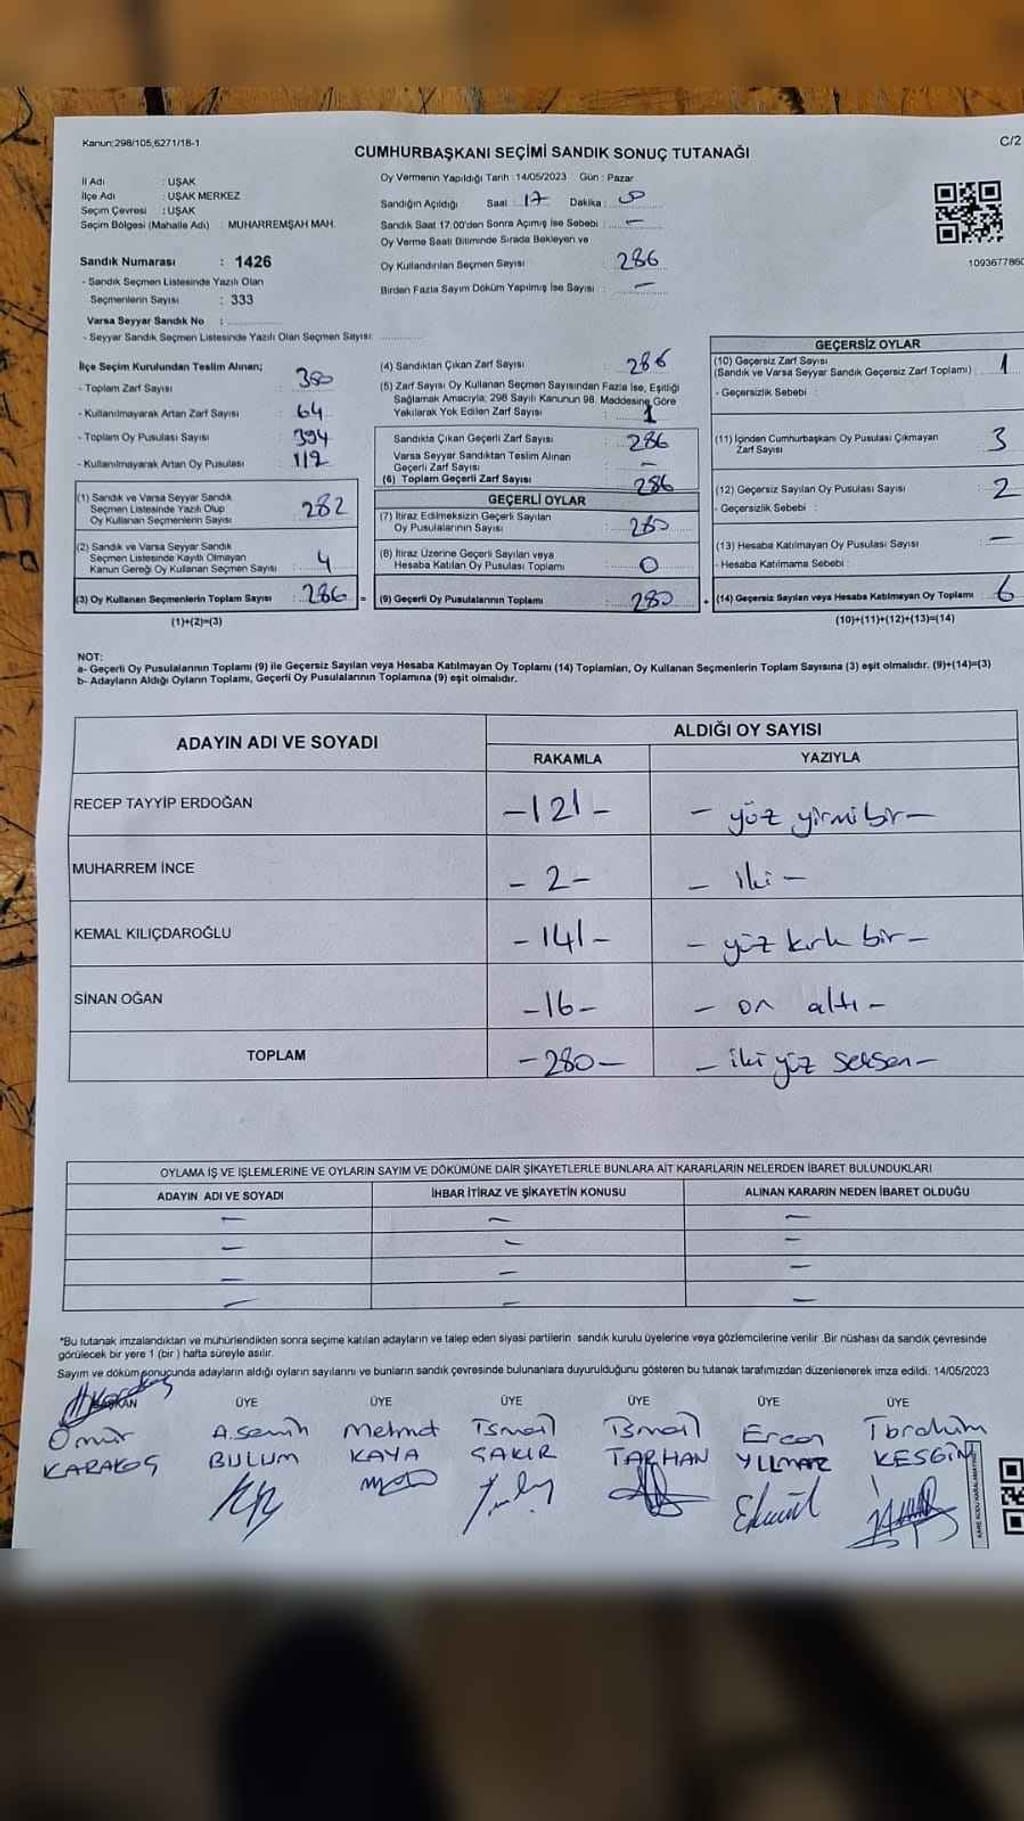 Kanun:298/105,6271/18-1
C/2
CUMHURBAŞKANI SEÇİMİ SANDIK SONUÇ TUTANAĞI
İl Adı : UŞAK
İlçe Adı : UŞAK MERKEZ
Seçim Çevresi : UŞAK
Seçim Bölgesi (Mahalle Adı) : MUHARREMŞAH MAH.
Sandık Numarası : 1426
- Sandık Seçmen Listesinde Yazılı Olan
Seçmenlerin Sayısı : 333
Varsa Seyyar Sandık No :
- Seyyar Sandık Seçmen Listesinde Yazılı Olan Seçmen Sayısı:
Oy Vermenin Yapıldığı Tarih :14/05/2023 Gün : Pazar
Sandığın Açıldığı Saat : 17 Dakika :
Sandık Saat 17:00'den Sonra Açımış İse Sebebi : —
Oy Verme Saati Bitiminde Sırada Bekleyen ve
Oy Kullandırılan Seçmen Sayısı : 286
Birden Fazla Sayım Döküm Yapılmış İse Sayısı : —
1093677860
İlçe Seçim Kurulundan Teslim Alınan;
- Toplam Zarf Sayısı : 350
- Kullanılmayarak Artan Zarf Sayısı : 64
- Toplam Oy Pusulası Sayısı : 394
- Kullanılmayarak Artan Oy Pusulası : 112
(1) Sandık ve Varsa Seyyar Sandık
Seçmen Listesinde Yazılı Olup
Oy Kullanan Seçmenlerin Sayısı : 282
(2) Sandık ve Varsa Seyyar Sandık
Seçmen Listesinde Kayıtlı Olmayan
Kanun Gereği Oy Kullanan Seçmen Sayısı : 4
(3) Oy Kullanan Seçmenlerin Toplam Sayısı : 286 =
(1)+(2)=(3)
(4) Sandıktan Çıkan Zarf Sayısı : 286
(5) Zarf Sayısı Oy Kullanan Seçmen Sayısından Fazla İse, Eşitliği
Sağlamak Amacıyla; 298 Sayılı Kanunun 98. Maddesine Göre
Yakılarak Yok Edilen Zarf Sayısı :
Sandıkta Çıkan Geçerli Zarf Sayısı : 286
Varsa Seyyar Sandıktan Teslim Alınan
Geçerli Zarf Sayısı : —
(6) Toplam Geçerli Zarf Sayısı : 286
GEÇERLİ OYLAR
(7) İtiraz Edilmeksizin Geçerli Sayılan
Oy Pusulalarının Sayısı : 280
(8) İtiraz Üzerine Geçerli Sayılan veya
Hesaba Katılan Oy Pusulası Toplamı : 0
(9) Geçerli Oy Pusulalarının Toplamı : 280 +
GEÇERSİZ OYLAR
(10) Geçersiz Zarf Sayısı
(Sandık ve Varsa Seyyar Sandık Geçersiz Zarf Toplamı) : 1
- Geçersizlik Sebebi :
(11) İçinden Cumhurbaşkanı Oy Pusulası Çıkmayan
Zarf Sayısı : 3
(12) Geçersiz Sayılan Oy Pusulası Sayısı : 2
- Geçersizlik Sebebi :
(13) Hesaba Katılmayan Oy Pusulası Sayısı : —
- Hesaba Katılmama Sebebi :
(14) Geçersiz Sayılan veya Hesaba Katılmayan Oy Toplamı : 6
(10)+(11)+(12)+(13)=(14)
NOT:
a- Geçerli Oy Pusulalarının Toplamı (9) ile Geçersiz Sayılan veya Hesaba Katılmayan Oy Toplamı (14) Toplamları, Oy Kullanan Seçmenlerin Toplam Sayısına (3) eşit olmalıdır. (9)+(14)=(3)
b- Adayların Aldığı Oyların Toplamı, Geçerli Oy Pusulalarının Toplamına (9) eşit olmalıdır.
ADAYIN ADI VE SOYADI ALDIĞI OY SAYISI
RAKAMLA YAZIYLA
RECEP TAYYİP ERDOĞAN -121- - yüz yirmi bir -
MUHARREM İNCE - 2 - - iki -
KEMAL KILIÇDAROĞLU - 141 - - yüz kırk bir -
SİNAN OĞAN -16- - on altı -
TOPLAM -280- - iki yüz seksen -
OYLAMA İŞ VE İŞLEMLERİNE VE OYLARIN SAYIM VE DÖKÜMÜNE DAİR ŞİKAYETLERLE BUNLARA AİT KARARLARIN NELERDEN İBARET BULUNDUKLARI
ADAYIN ADI VE SOYADI İHBAR İTİRAZ VE ŞİKAYETİN KONUSU ALINAN KARARIN NEDEN İBARET OLDUĞU
— — —
— — —
— — —
— — —
*Bu tutanak imzalandıktan ve mühürlendikten sonra seçime katılan adayların ve talep eden siyasi partilerin sandık kurulu üyelerine veya gözlemcilerine verilir .Bir nüshası da sandık çevresinde
görülecek bir yere 1 (bir ) hafta süreyle asılır.
Sayım ve döküm sonucunda adayların aldığı oyların sayılarını ve bunların sandık çevresinde bulunanlara duyurulduğunu gösteren bu tutanak tarafımızdan düzenlenerek imza edildi. 14/05/2023
BAŞKAN ÜYE ÜYE ÜYE ÜYE ÜYE ÜYE
Ömür A.Semih Mehmet İsmail İsmail Ercan İbrahim
KARAKOŞ BULUM KAYA ŞAKIR TARHAN YILMAZ KESGİN